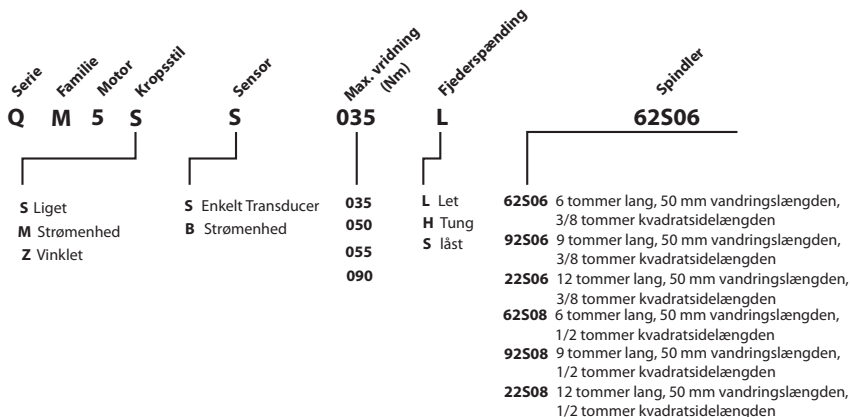 Serie Familie Motor Kropsstil Sensor Max. vridning (Nm) Fjederspænding Spindler
Q M 5 S S 035 L 62S06
S Liget
M Strømenhed
Z Vinklet
S Enkelt Transducer
B Strømenhed
035
050
055
090
L Let
H Tung
S låst
62S06 6 tommer lang, 50 mm vandringslængden,
3/8 tommer kvadratsidelængden
92S06 9 tommer lang, 50 mm vandringslængden,
3/8 tommer kvadratsidelængden
22S06 12 tommer lang, 50 mm vandringslængden,
3/8 tommer kvadratsidelængden
62S08 6 tommer lang, 50 mm vandringslængden,
1/2 tommer kvadratsidelængden
92S08 9 tommer lang, 50 mm vandringslængden,
1/2 tommer kvadratsidelængden
22S08 12 tommer lang, 50 mm vandringslængden,
1/2 tommer kvadratsidelængden